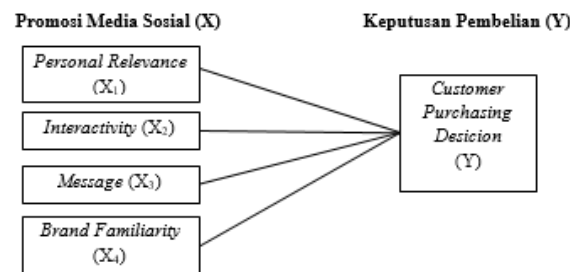 Promosi Media Sosial (X)
Keputusan Pembelian (Y)
Personal Relevance
(X₁)
Interactivity (X₂)
Message (X₃)
Brand Familiarity
(X₄)
Customer
Purchasing
Desicion
(Y)